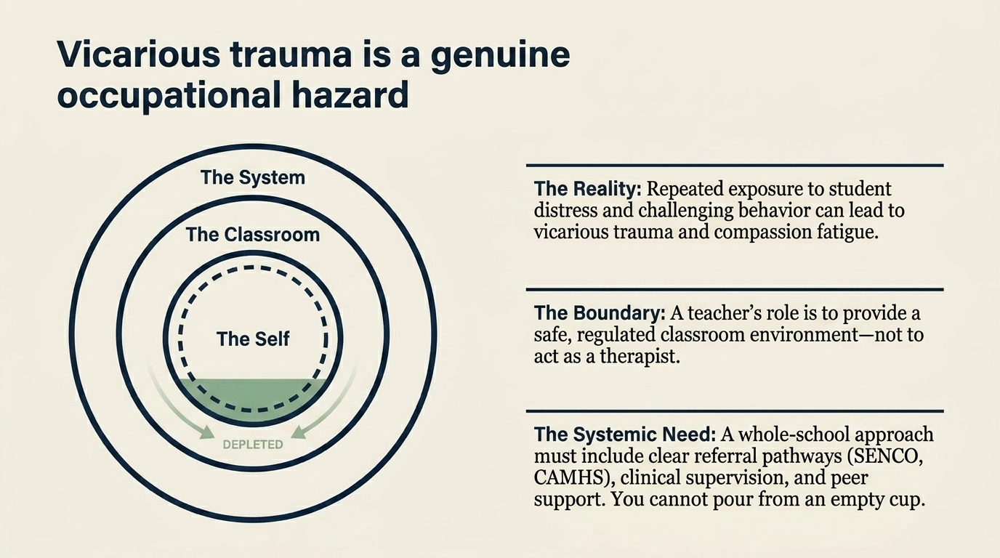 Vicarious trauma is a genuine
occupational hazard
The System
The Classroom
The Self
DEPLETED
The Reality: Repeated exposure to student
distress and challenging behavior can lead to
vicarious trauma and compassion fatigue.
The Boundary: A teacher’s role is to provide a
safe, regulated classroom environment—not to
act as a therapist.
The Systemic Need: A whole-school approach
must include clear referral pathways (SENCO,
CAMHS), clinical supervision, and peer
support. You cannot pour from an empty cup.